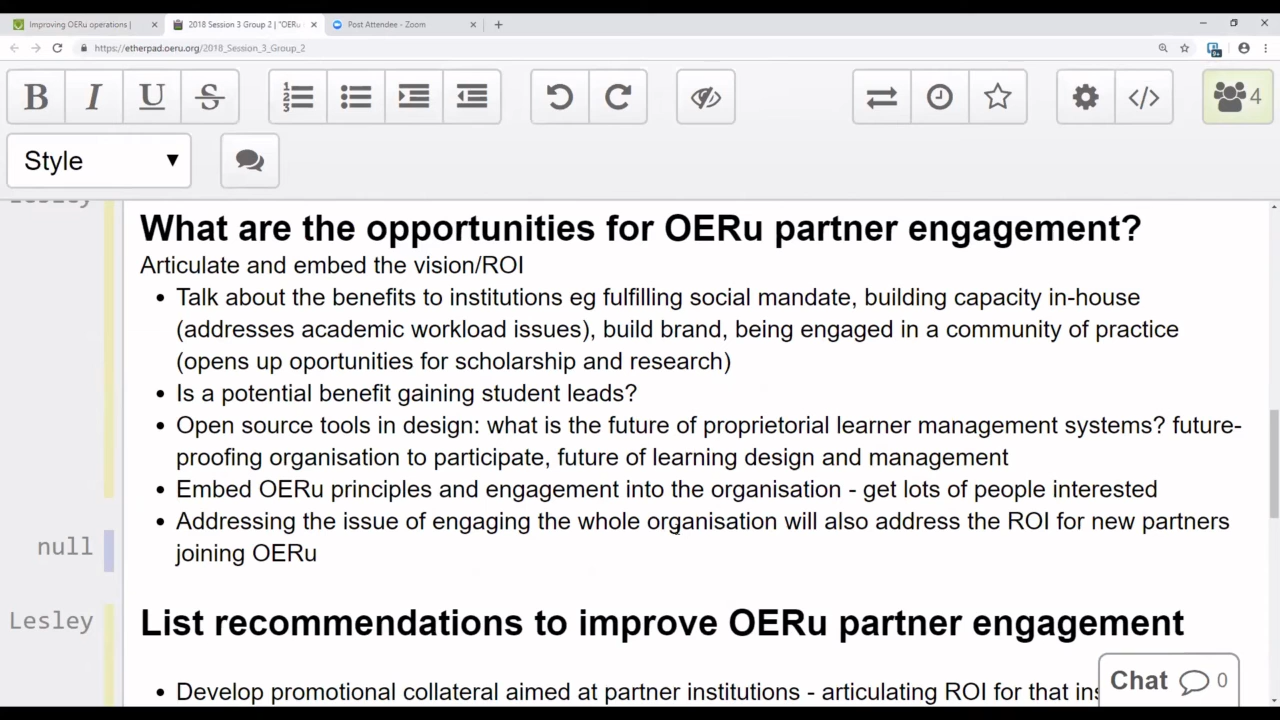 Improving OERu operations |
2018 Session 3 Group 2 | "OERu
Post Attendee - Zoom
https://etherpad.oeru.org/2018_Session_3_Group_2
B I U S
4
Style
Lesley
What are the opportunities for OERu partner engagement?
Articulate and embed the vision/ROI
• Talk about the benefits to institutions eg fulfilling social mandate, building capacity in-house
(addresses academic workload issues), build brand, being engaged in a community of practice
(opens up oportunities for scholarship and research)
• Is a potential benefit gaining student leads?
• Open source tools in design: what is the future of proprietorial learner management systems? future-
proofing organisation to participate, future of learning design and management
• Embed OERu principles and engagement into the organisation - get lots of people interested
• Addressing the issue of engaging the whole organisation will also address the ROI for new partners
null
joining OERu
Lesley
List recommendations to improve OERu partner engagement
• Develop promotional collateral aimed at partner institutions - articulating ROI for that ins
Chat 0